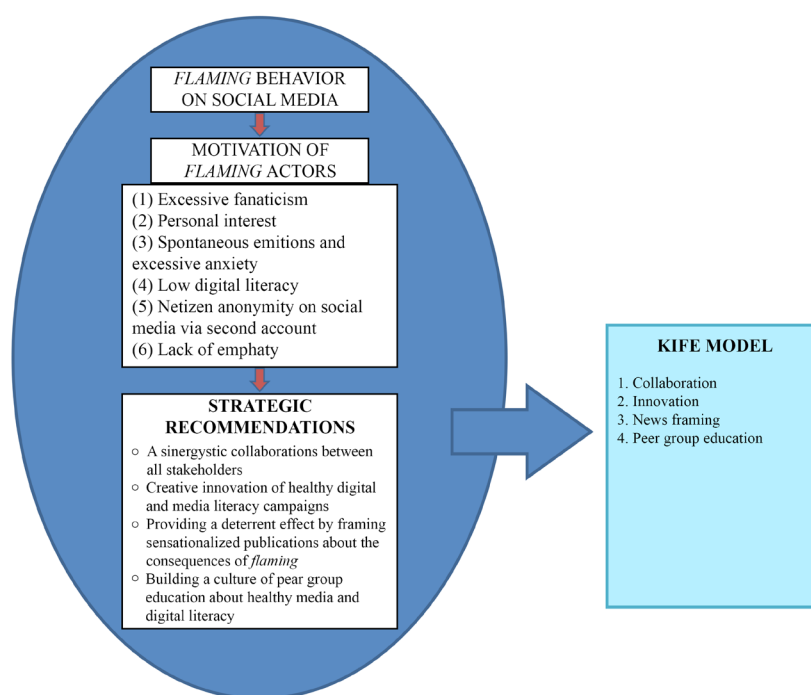 FLAMING BEHAVIOR
ON SOCIAL MEDIA
MOTIVATION OF
FLAMING ACTORS
(1) Excessive fanaticism
(2) Personal interest
(3) Spontaneous emitions and
excessive anxiety
(4) Low digital literacy
(5) Netizen anonymity on social
media via second account
(6) Lack of emphaty
STRATEGIC
RECOMMENDATIONS
○ A sinergystic collaborations between
all stakeholders
○ Creative innovation of healthy digital
and media literacy campaigns
○ Providing a deterrent effect by framing
sensationalized publications about the
consequences of flaming
○ Building a culture of pear group
education about healthy media and
digital literacy
KIFE MODEL
1. Collaboration
2. Innovation
3. News framing
4. Peer group education